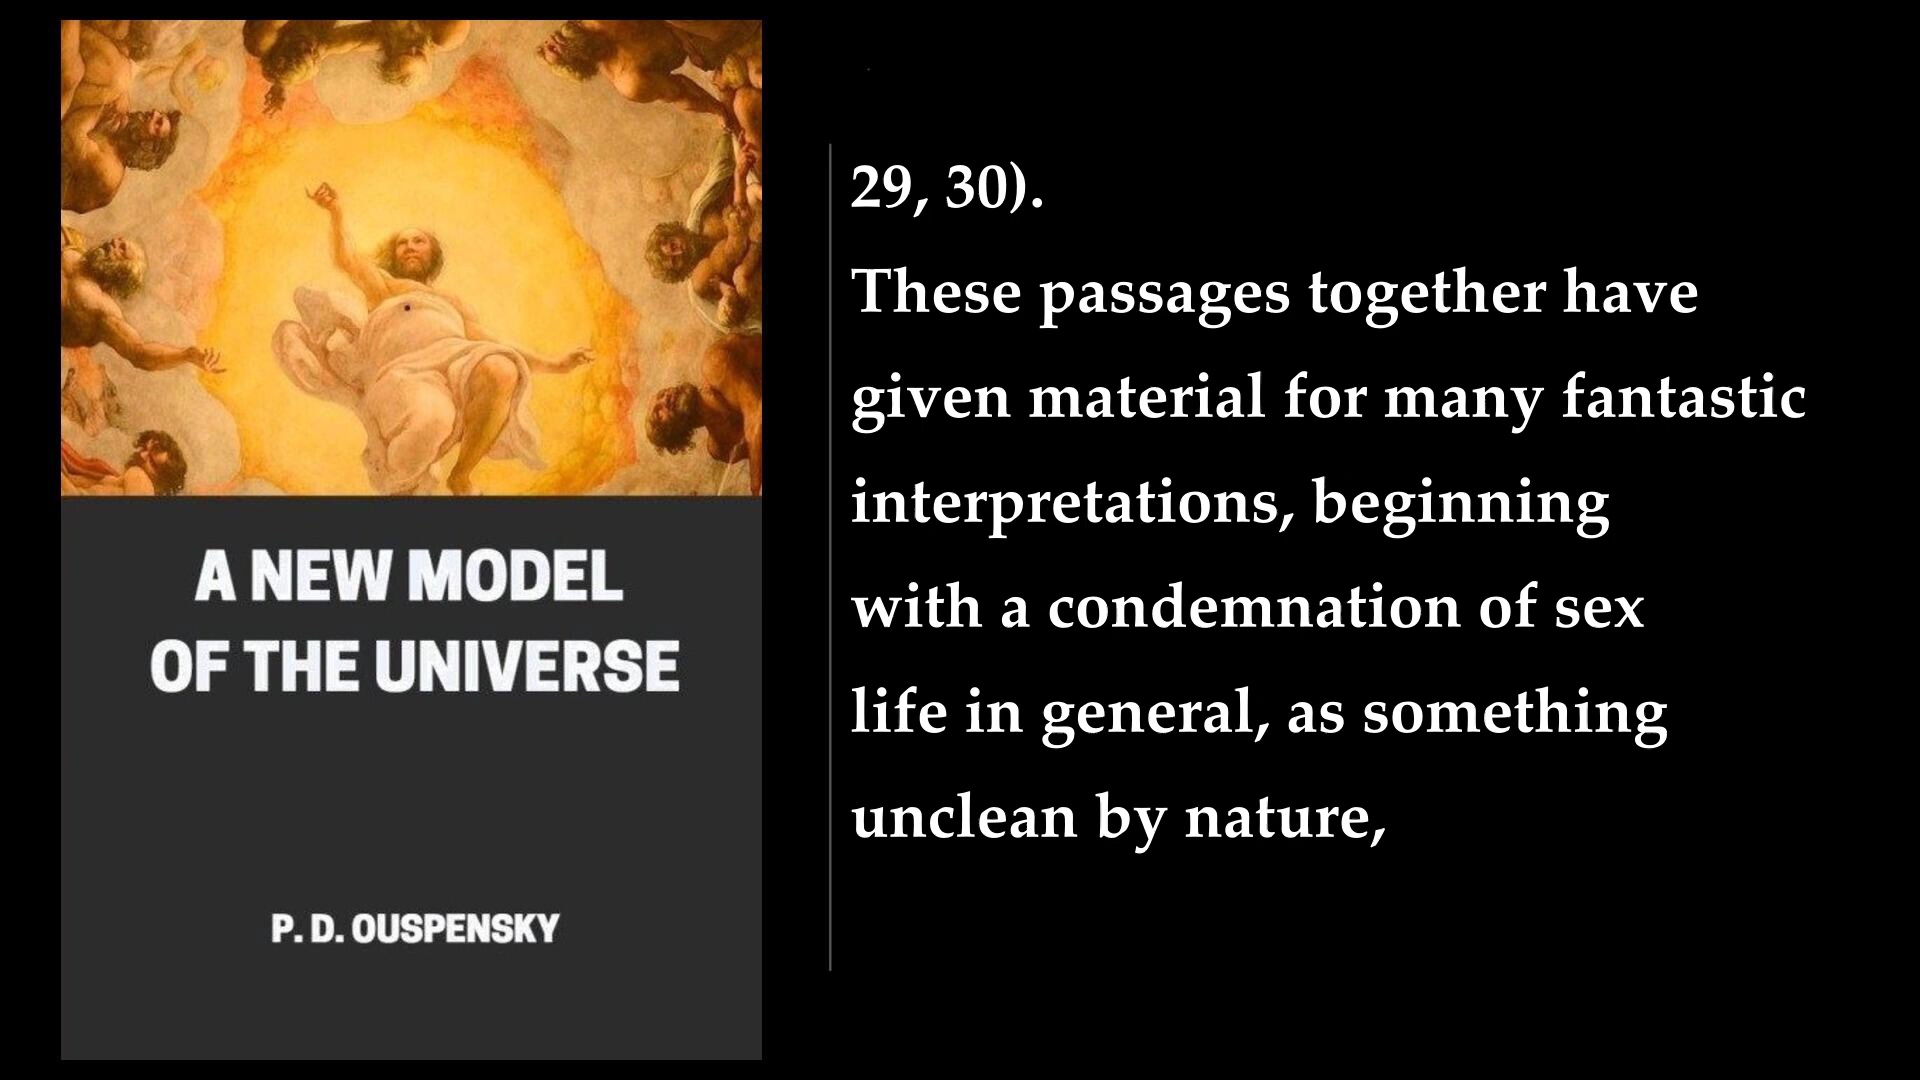 A NEW MODEL
OF THE UNIVERSE
P. D. OUSPENSKY
29, 30).
These passages together have
given material for many fantastic
interpretations, beginning
with a condemnation of sex
life in general, as something
unclean by nature,